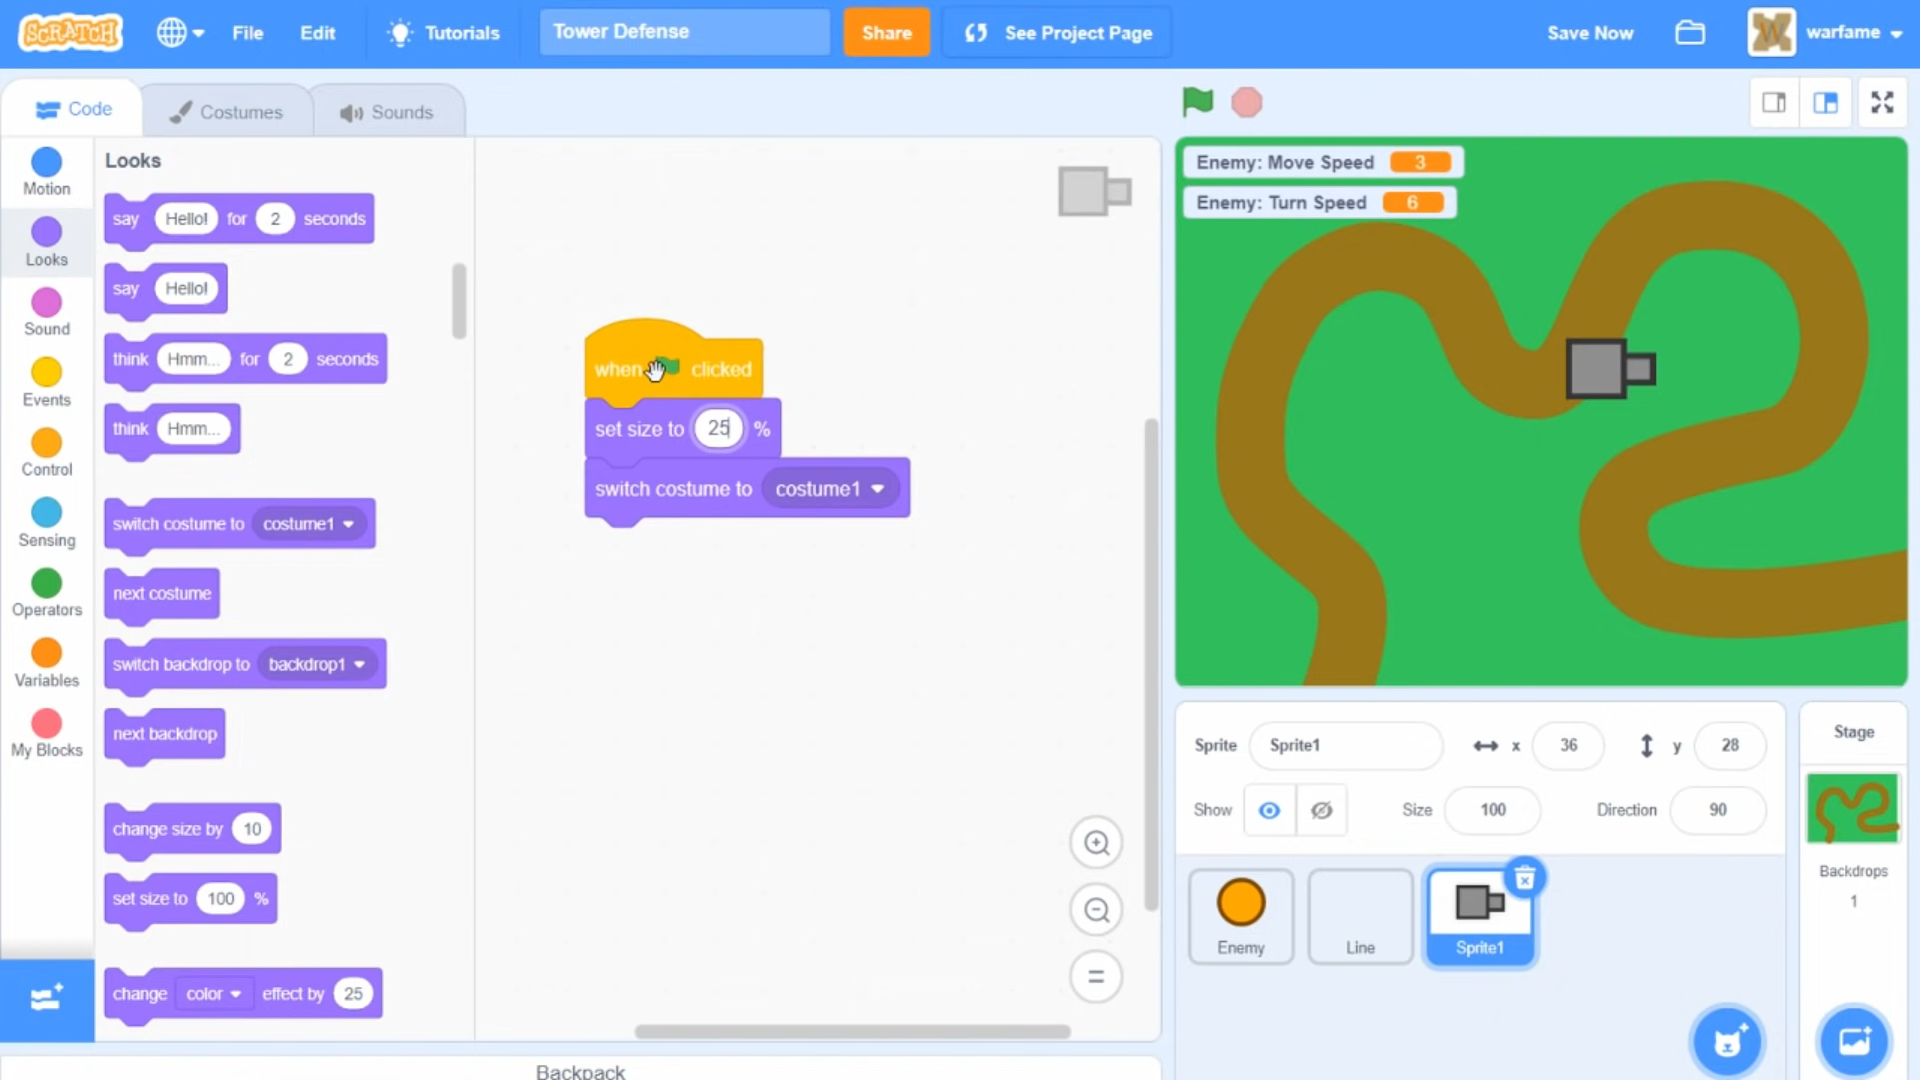 SCRATCH
File
Edit
Tutorials
Tower Defense
Share
See Project Page
Save Now
W
warfame
Code
Costumes
Sounds
Motion
Looks
Sound
Events
Control
Sensing
Operators
Variables
My Blocks
Looks
say Hello! for 2 seconds
say Hello!
think Hmm... for 2 seconds
think Hmm...
switch costume to costume1
next costume
switch backdrop to backdrop1
next backdrop
change size by 10
set size to 100 %
change color effect by 25
when clicked
set size to 25 %
switch costume to costume1
Backpack
Enemy: Move Speed 3
Enemy: Turn Speed 6
Sprite Sprite1 x 36 y 28
Show Size 100 Direction 90
Enemy
Line
Sprite1
Stage
Backdrops
1